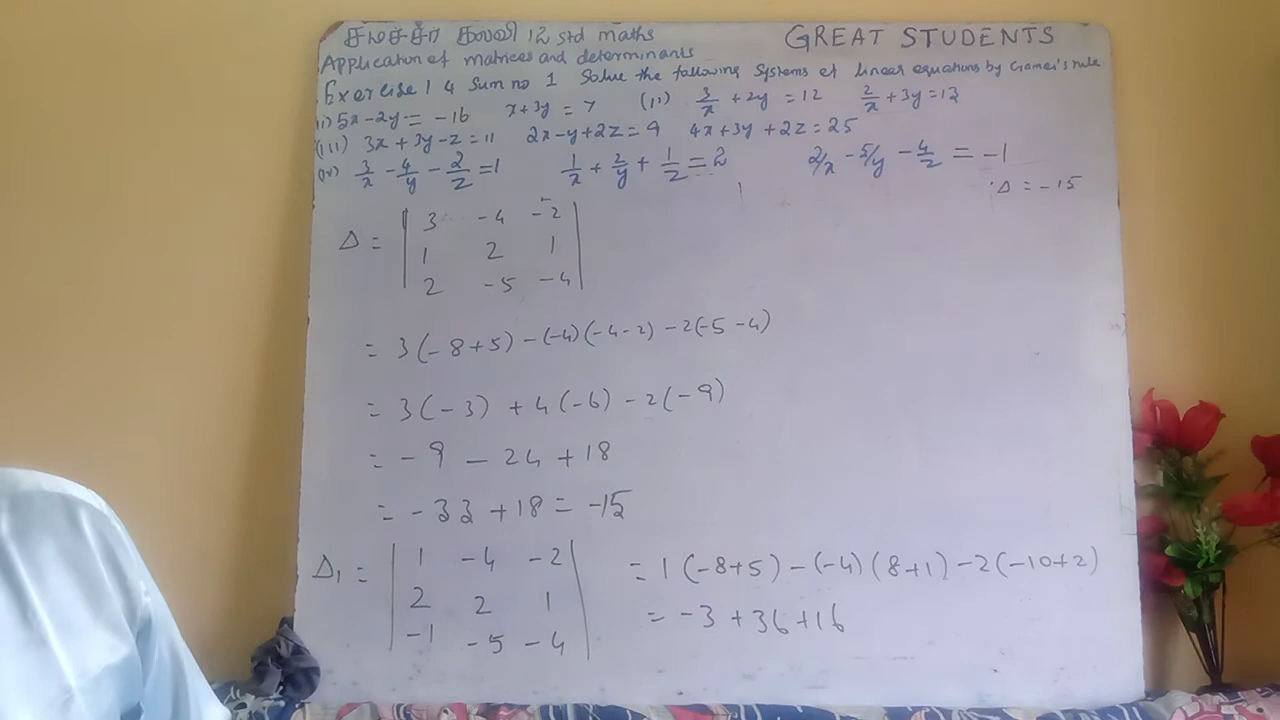 சமச்சீர் கல்வி 12 std maths GREAT STUDENTS
Application of matrices and determinants
Exercise 1 4 Sum no 1 Solve the following Systems of linear equations by Cramer's rule
(i) 5x - 2y = -16 x + 3y = 7 (ii) 3/x + 2y = 12 2/x + 3y = 13
(iii) 3x + 3y - z = 11 2x - y + 2z = 9 4x + 3y + 2z = 25
(iv) 3/x - 4/y - 2/z = 1 1/x + 2/y + 1/z = 2 2/x - 5/y - 4/z = -1
Δ = -15
Δ = | 3 -4 -2 |
| 1 2 1 |
| 2 -5 -4 |
= 3(-8+5) - (-4)(-4-2) - 2(-5-4)
= 3(-3) + 4(-6) - 2(-9)
= -9 - 24 + 18
= -33 + 18 = -15
Δ1 = | 1 -4 -2 | = 1(-8+5) - (-4)(8+1) - 2(-10+2)
| 2 2 1 | = -3 + 36 + 16
| -1 -5 -4 |